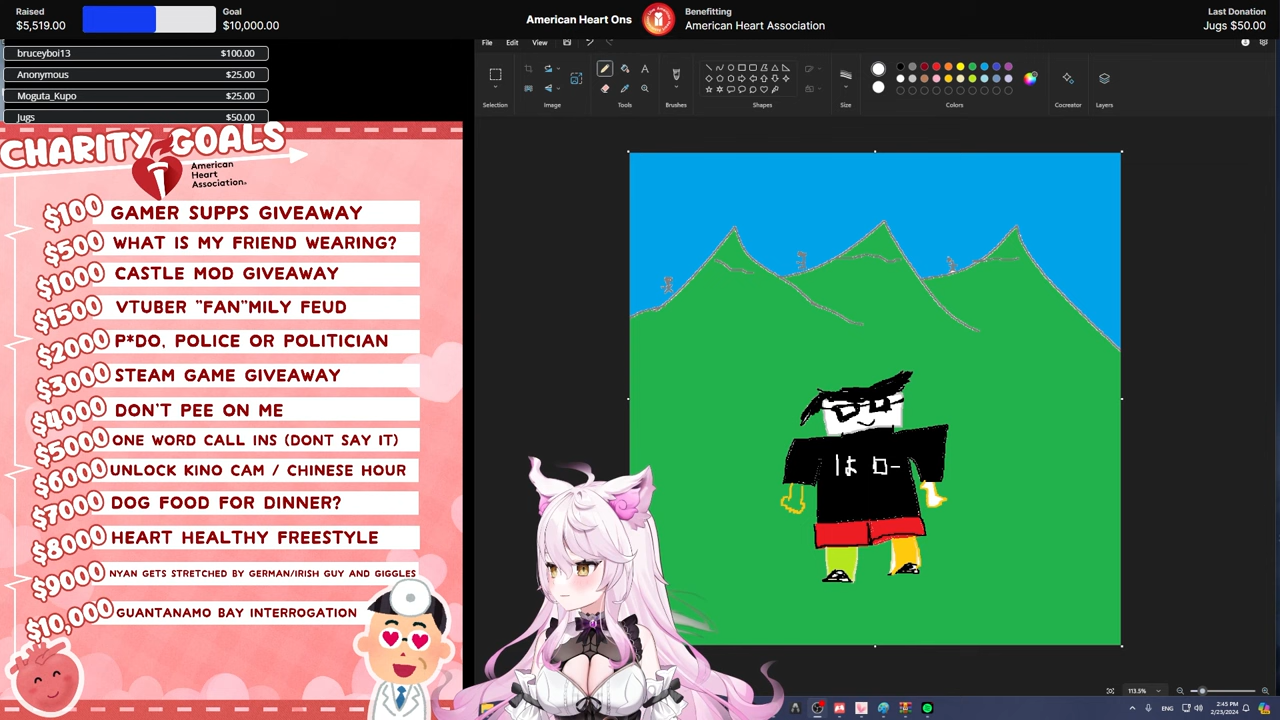 Raised
$5,519.00
Goal
$10,000.00
American Heart Ons
Benefitting
American Heart Association
Last Donation
Jugs $50.00
bruceyboi13 $100.00
Anonymous $25.00
Moguta_Kupo $25.00
Jugs $50.00
CHARITY GOALS
American
Heart
Association®
$100 GAMER SUPPS GIVEAWAY
$500 WHAT IS MY FRIEND WEARING?
$1000 CASTLE MOD GIVEAWAY
$1500 VTUBER "FAN"MILY FEUD
$2000 P*DO, POLICE OR POLITICIAN
$3000 STEAM GAME GIVEAWAY
$4000 DON'T PEE ON ME
$5000 ONE WORD CALL INS (DONT SAY IT)
$6000 UNLOCK KINO CAM / CHINESE HOUR
$7000 DOG FOOD FOR DINNER?
$8000 HEART HEALTHY FREESTYLE
$9000 NYAN GETS STRETCHED BY GERMAN/IRISH GUY AND GIGGLES
$10,000 GUANTANAMO BAY INTERROGATION
File Edit View
Selection Image Tools Brushes Shapes Size Colors Cocreator Layers
はロー
113.5%
ENG
2:45 PM
2/23/2024